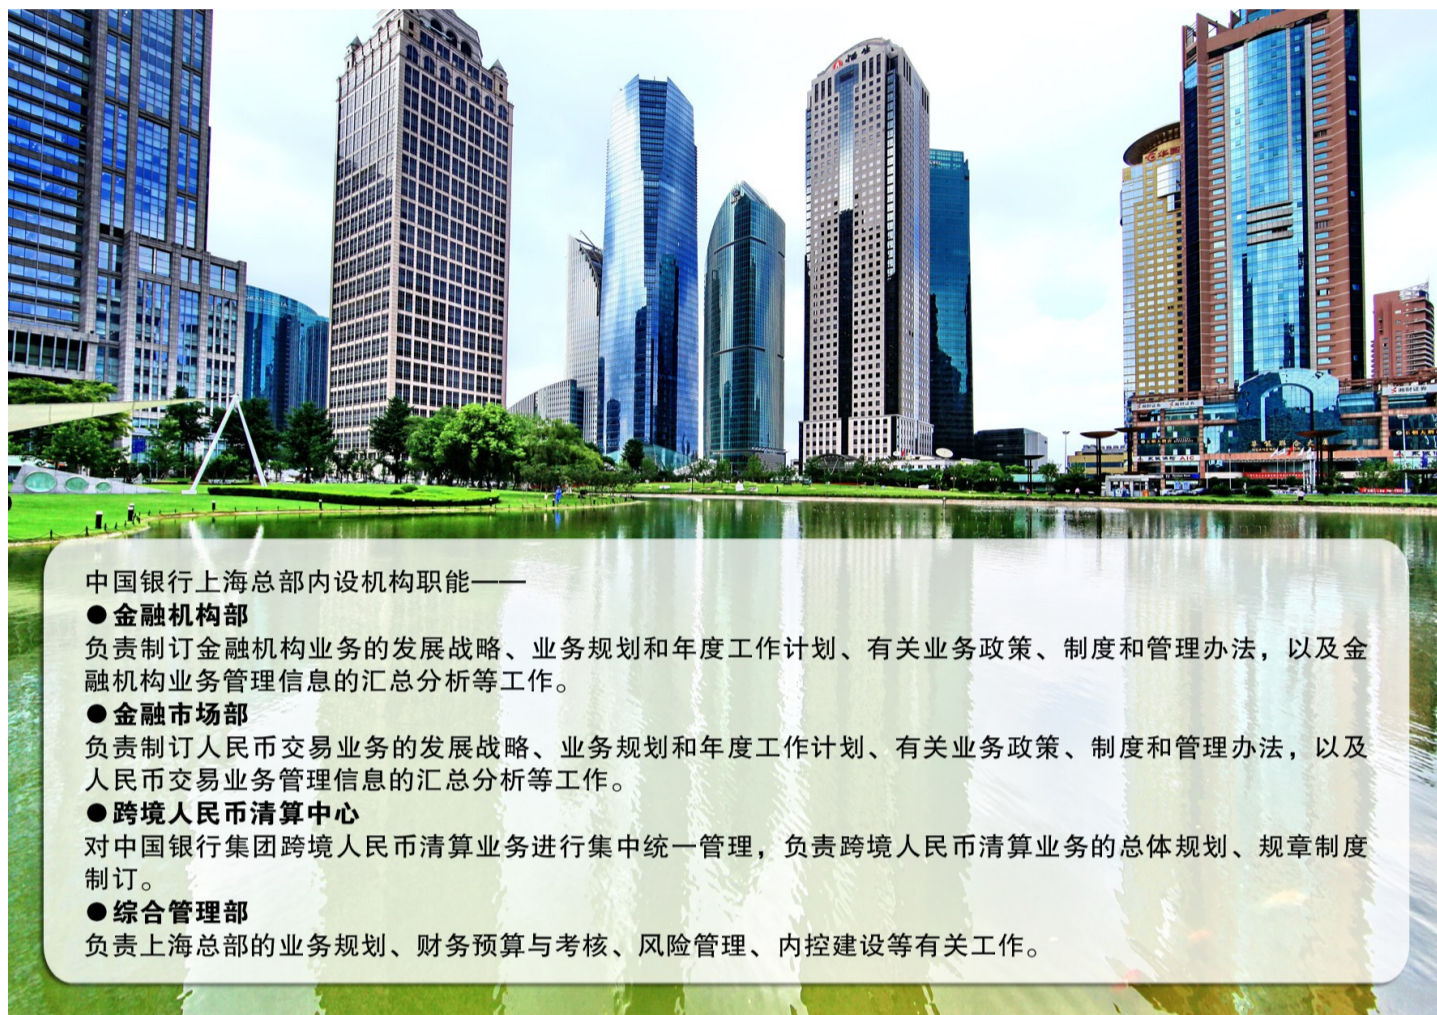 中国银行上海总部内设机构职能——
●金融机构部
负责制订金融机构业务的发展战略、业务规划和年度工作计划、有关业务政策、制度和管理办法，以及金
融机构业务管理信息的汇总分析等工作。
●金融市场部
负责制订人民币交易业务的发展战略、业务规划和年度工作计划、有关业务政策、制度和管理办法，以及
人民币交易业务管理信息的汇总分析等工作。
●跨境人民币清算中心
对中国银行集团跨境人民币清算业务进行集中统一管理，负责跨境人民币清算业务的总体规划、规章制度
制订。
●综合管理部
负责上海总部的业务规划、财务预算与考核、风险管理、内控建设等有关工作。